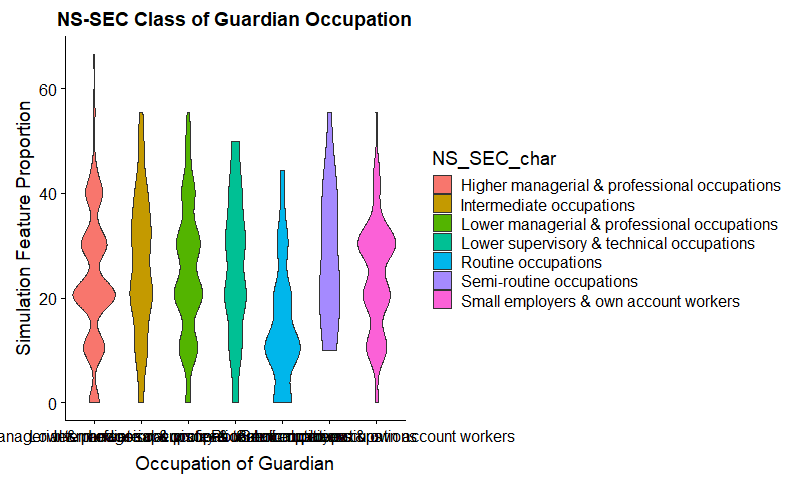 NS-SEC Class of Guardian Occupation
Simulation Feature Proportion
60
40
20
0
account workers
Occupation of Guardian
NS_SEC_char
Higher managerial & professional occupations
Intermediate occupations
Lower managerial & professional occupations
Lower supervisory & technical occupations
Routine occupations
Semi-routine occupations
Small employers & own account workers